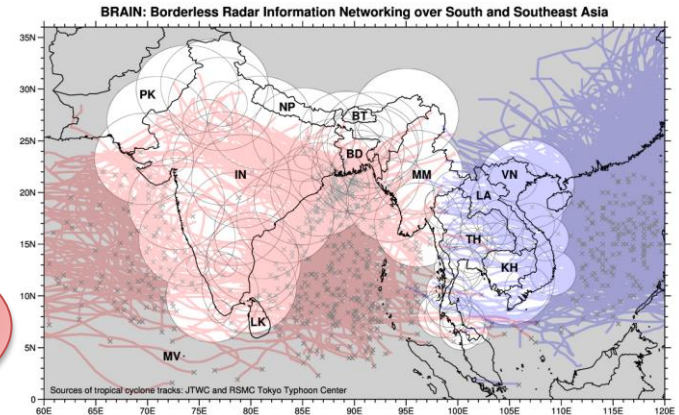 BRAIN: Borderless Radar Information Networking over South and Southeast Asia
35N
30N
25N
20N
15N
10N
5N
0
PK
NP
BT
BD
IN
MM
VN
LA
TH
KH
LK
MV
Sources of tropical cyclone tracks: JTWC and RSMC Tokyo Typhoon Center
60E 65E 70E 75E 80E 85E 90E 95E 100E 105E 110E 115E 120E